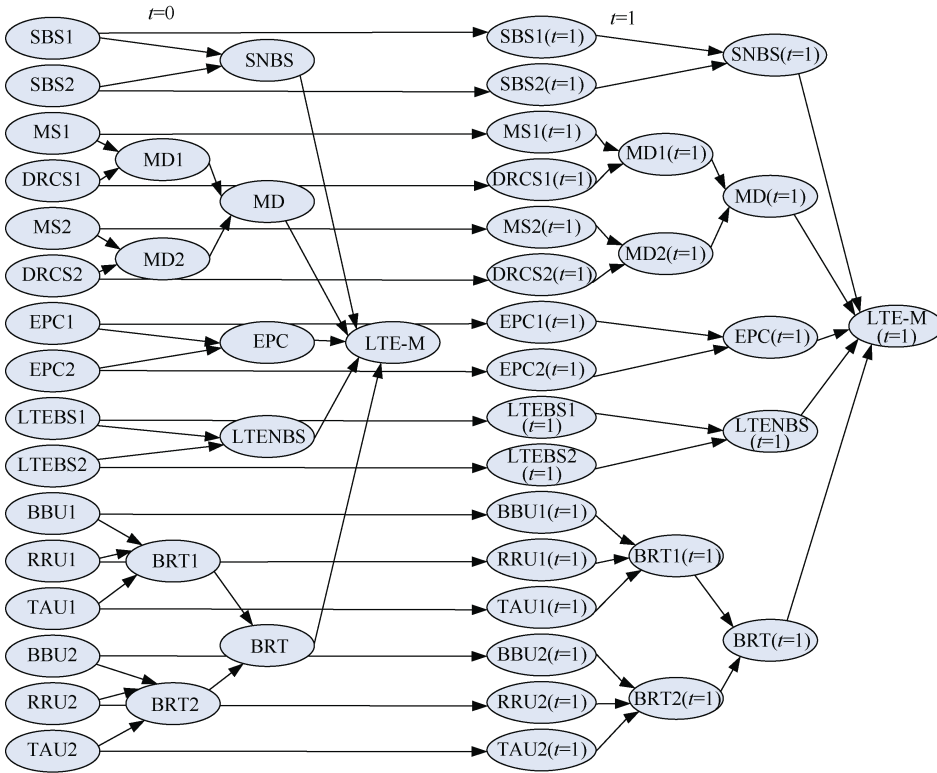 t=0
t=1
SBS1
SBS1(t=1)
SNBS
SNBS(t=1)
SBS2
SBS2(t=1)
MS1
MS1(t=1)
MD1
MD1(t=1)
DRCS1
DRCS1(t=1)
MD
MD(t=1)
MS2
MS2(t=1)
MD2
MD2(t=1)
DRCS2
DRCS2(t=1)
EPC1
EPC1(t=1)
EPC
LTE-M
EPC(t=1)
LTE-M
(t=1)
EPC2
EPC2(t=1)
LTEBS1
LTEBS1
(t=1)
LTENBS
LTENBS
(t=1)
LTEBS2
LTEBS2
(t=1)
BBU1
BBU1(t=1)
RRU1
BRT1
RRU1(t=1)
BRT1(t=1)
TAU1
TAU1(t=1)
BRT
BRT(t=1)
BBU2
BBU2(t=1)
RRU2
BRT2
RRU2(t=1)
BRT2(t=1)
TAU2
TAU2(t=1)